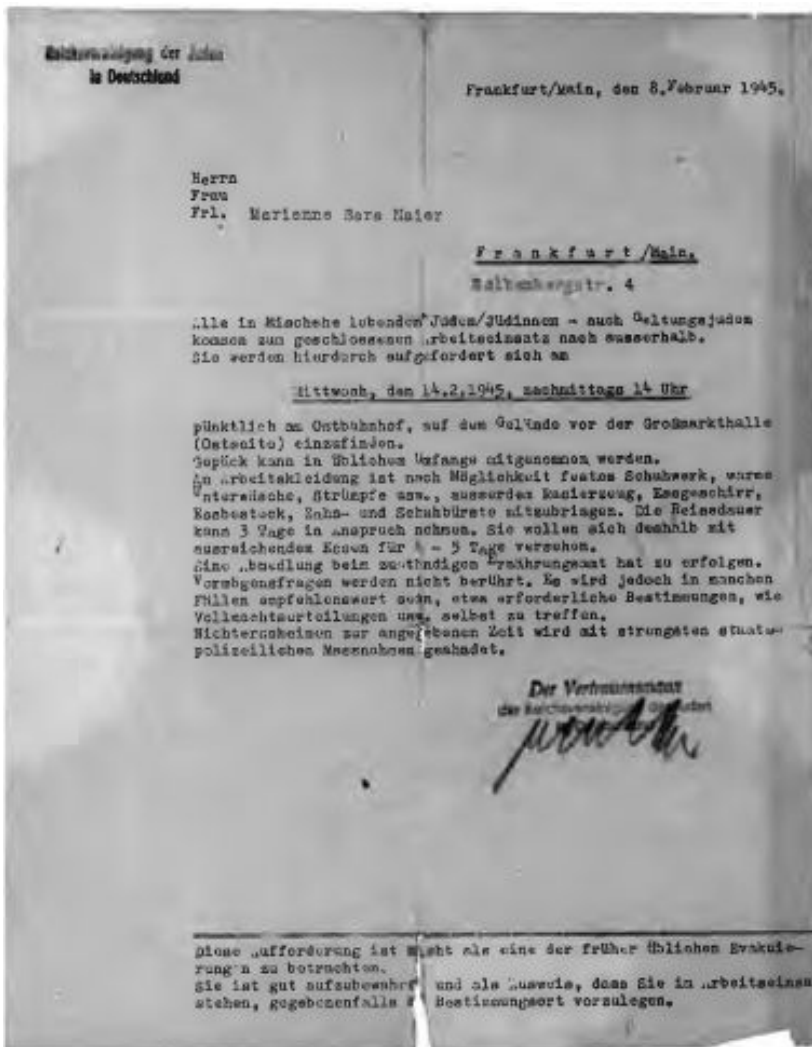 Reichsvereinigung der Juden
in Deutschland
Frankfurt/Main, den 8.Februar 1945.
Herrn
Frau
Frl. Marianne Sara Maier
Frankfurt/Main.
4
Alle in Mischehe lebenden Juden/Jüdinnen - auch Geltungsjuden
kommen zum geschlossenen Arbeitseinsatz nach ausserhalb.
Sie werden hierdurch aufgefordert sich am
Mittwoch, den 14.2.1945, nachmittags 14 Uhr
pünktlich am Ostbahnhof, auf dem Gelände vor der Großmarkthalle
(Ostseite) einzufinden.
Gepäck kann in üblichem Umfange mitgenommen werden.
An Arbeitskleidung ist nach Möglichkeit festes Schuhwerk, warme
Unterwäsche, Strümpfe usw., ausserdem Rasierzeug, Essgeschirr,
Essbesteck, Zahn- und Schuhbürste mitzubringen. Die Reisedauer
kann 3 Tage in Anspruch nehmen. Sie wollen sich deshalb mit
ausreichendem Essen für 4 - 5 Tage versehen.
Eine Abmeldung beim zuständigen Ernährungsamt hat zu erfolgen.
Vermögensfragen werden nicht berührt. Es wird jedoch in manchen
Fällen empfehlenswert sein, etwa erforderliche Bestimmungen, wie
Vollmachtserteilungen usw. selbst zu treffen.
Nichterscheinen zur angegebenen Zeit wird mit strengsten staats-
polizeilichen Massnahmen geahndet.
Der Vertrauensmann
der Reichsvereinigung der Juden
Diese Aufforderung ist nicht als eine der früher üblichen Evakuie-
rungen zu betrachten.
Sie ist gut aufzubewahren und als Ausweis, dass Sie in Arbeitseinsa
stehen, gegebenenfalls Bestimmungsort vorzulegen.